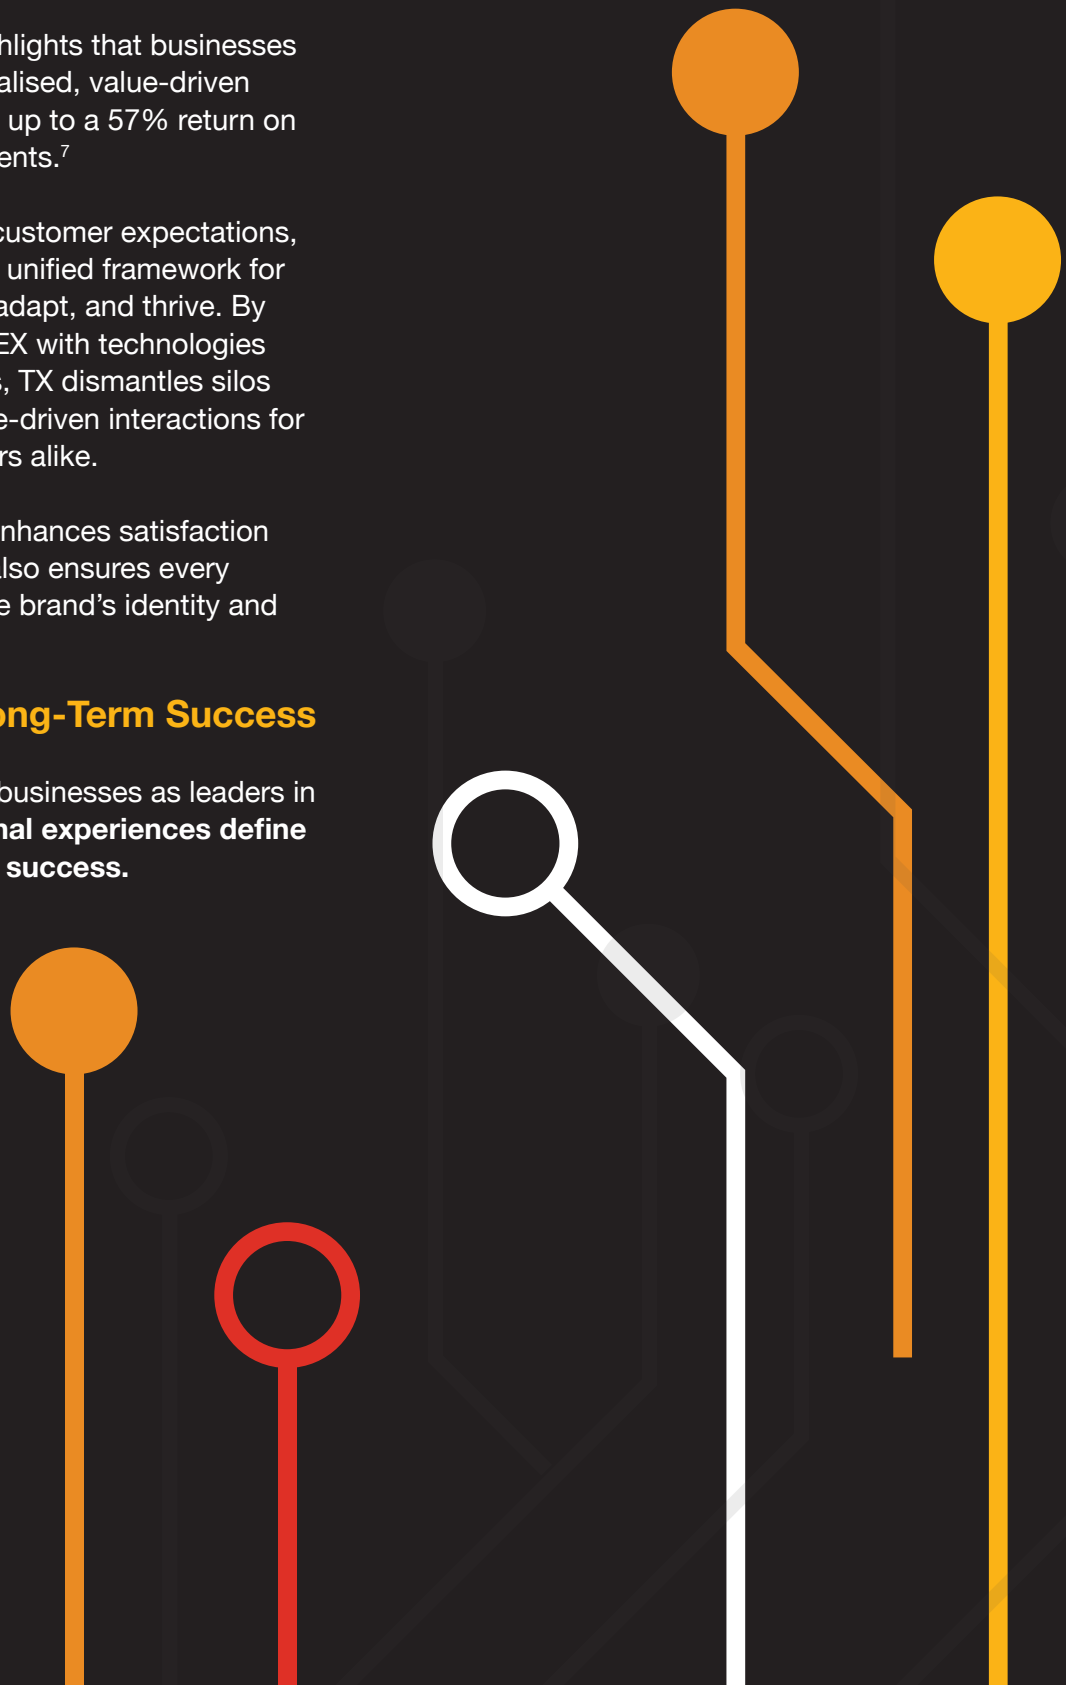 hlights that businesses
alised, value-driven
up to a 57% return on
ents.7
customer expectations,
unified framework for
adapt, and thrive. By
EX with technologies
s, TX dismantles silos
e-driven interactions for
rs alike.
nhances satisfaction
also ensures every
e brand’s identity and
ong-Term Success
businesses as leaders in
nal experiences define
success.